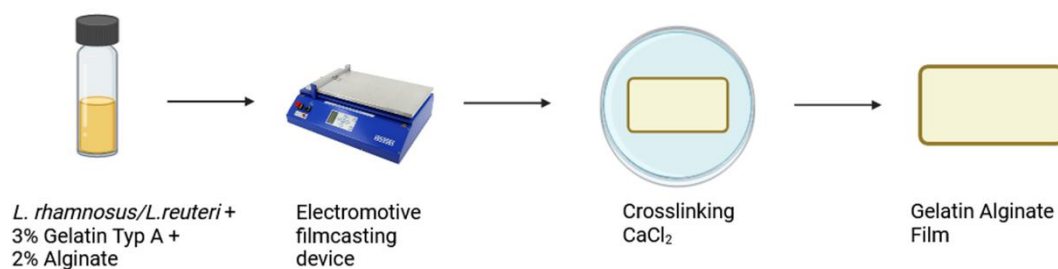 L. rhamnosus/L.reuteri +
3% Gelatin Typ A +
2% Alginate
Electromotive
filmcasting
device
Crosslinking
CaCl₂
Gelatin Alginate
Film